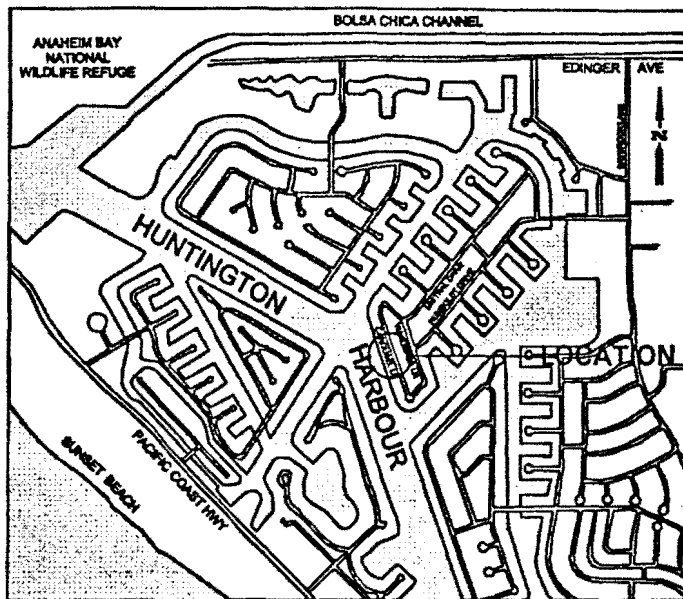 BOLSA CHICA CHANNEL
ANAHEIM BAY
NATIONAL
WILDLIFE REFUGE
EDINGER AVE
N
HUNTINGTON
HARBOUR
LOCATION
PACIFIC COAST HWY
SUNSET BEACH